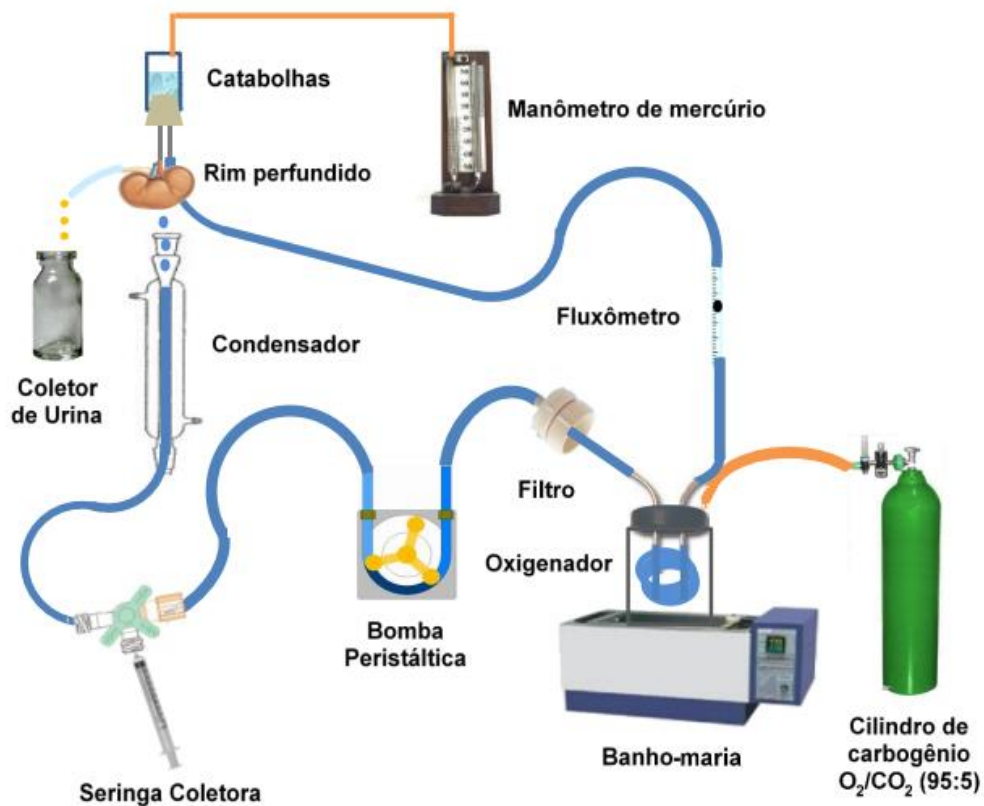 Catabolhas
Manômetro de mercúrio
Rim perfundido
Fluxômetro
Condensador
Coletor
de Urina
Filtro
Oxigenador
Bomba
Peristáltica
Banho-maria
Cilindro de
carbogênio
O₂/CO₂ (95:5)
Seringa Coletora